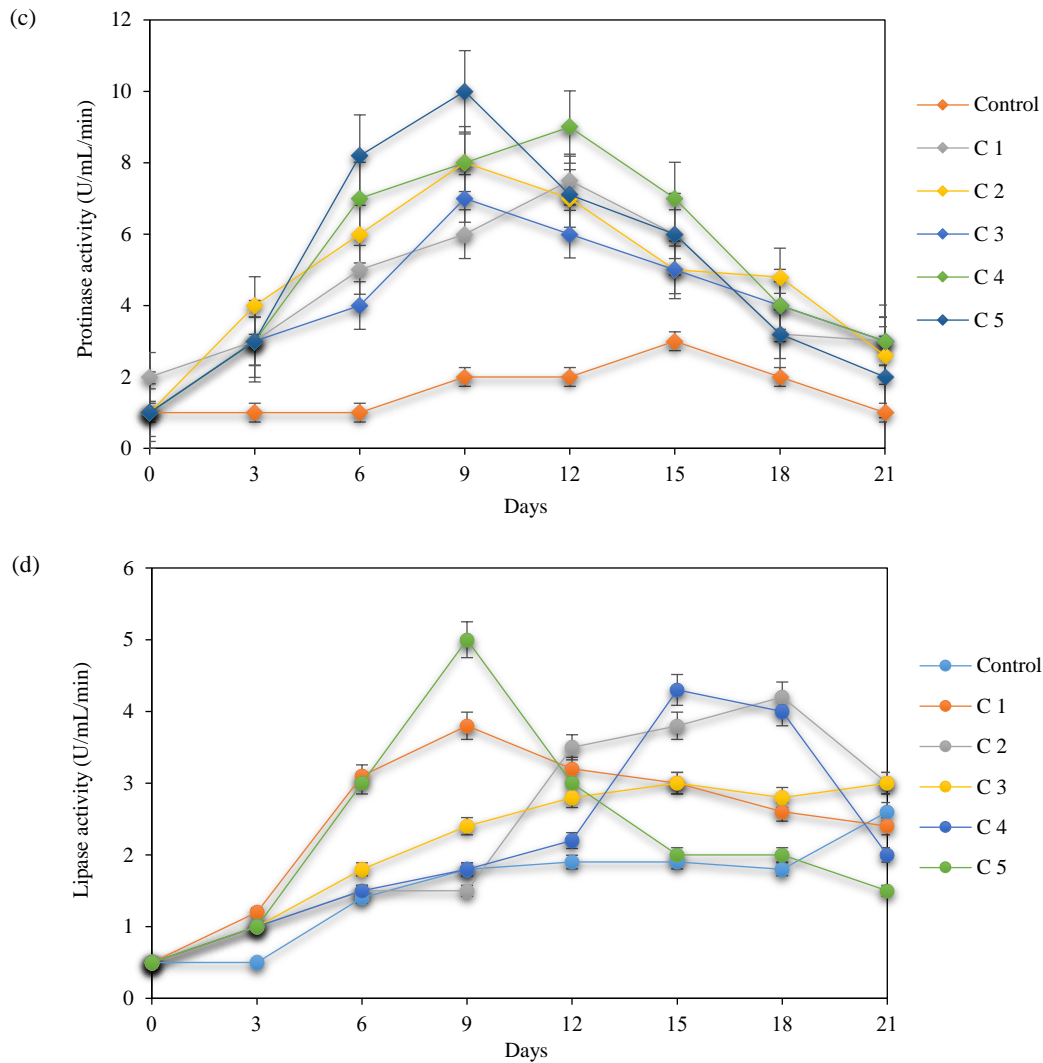 (c)
Protinase activity (U/mL/min)
12
10
8
6
4
2
0
0 3 6 9 12 15 18 21
Days
Control
C 1
C 2
C 3
C 4
C 5
(d)
Lipase activity (U/mL/min)
6
5
4
3
2
1
0
0 3 6 9 12 15 18 21
Days
Control
C 1
C 2
C 3
C 4
C 5